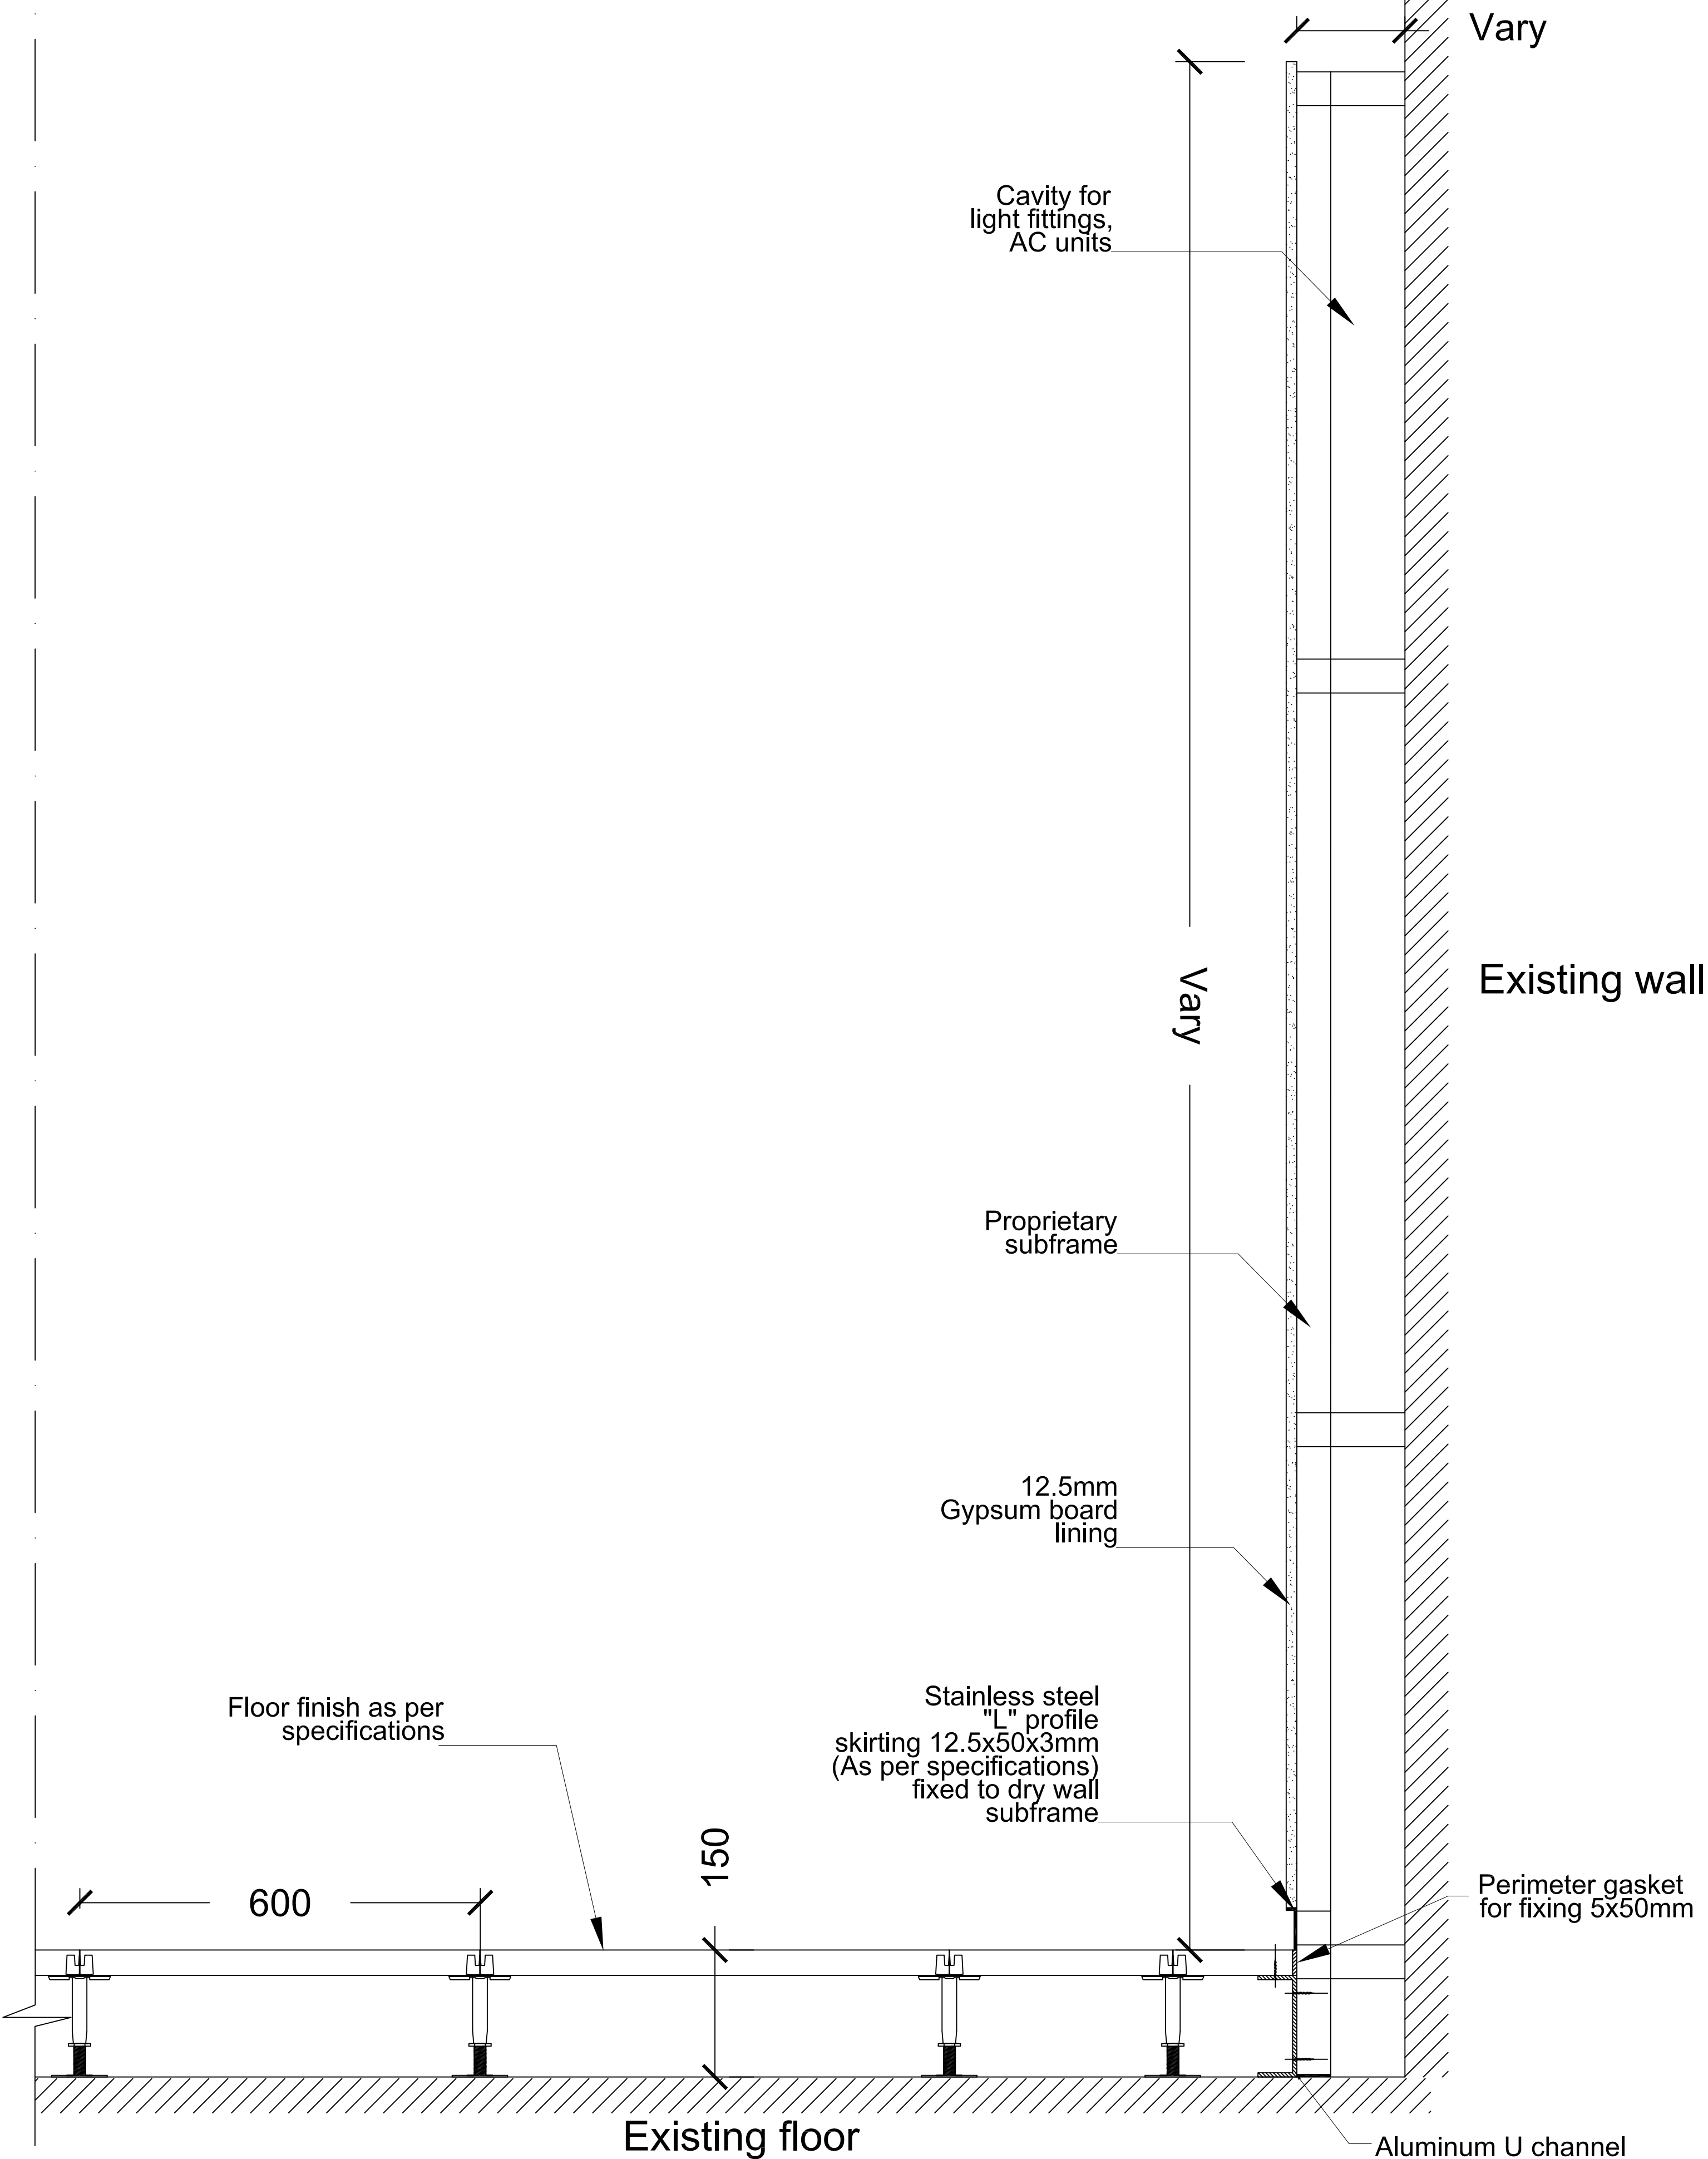 Vary
Cavity for
light fittings,
AC units
Vary
Existing wall
Proprietary
subframe
12.5mm
Gypsum board
lining
Stainless steel
"L" profile
skirting 12.5x50x3mm
(As per specifications)
fixed to dry wall
subframe
Floor finish as per
specifications
150
600
Perimeter gasket
for fixing 5x50mm
Existing floor
Aluminum U channel